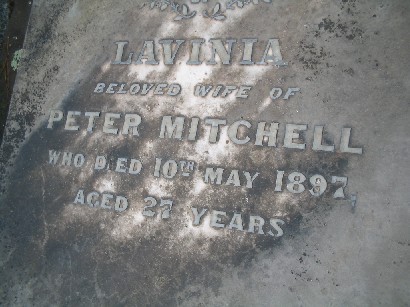 LAVINIA
BELOVED WIFE OF
PETER MITCHELL
WHO DIED 10TH MAY 1897,
AGED 27 YEARS